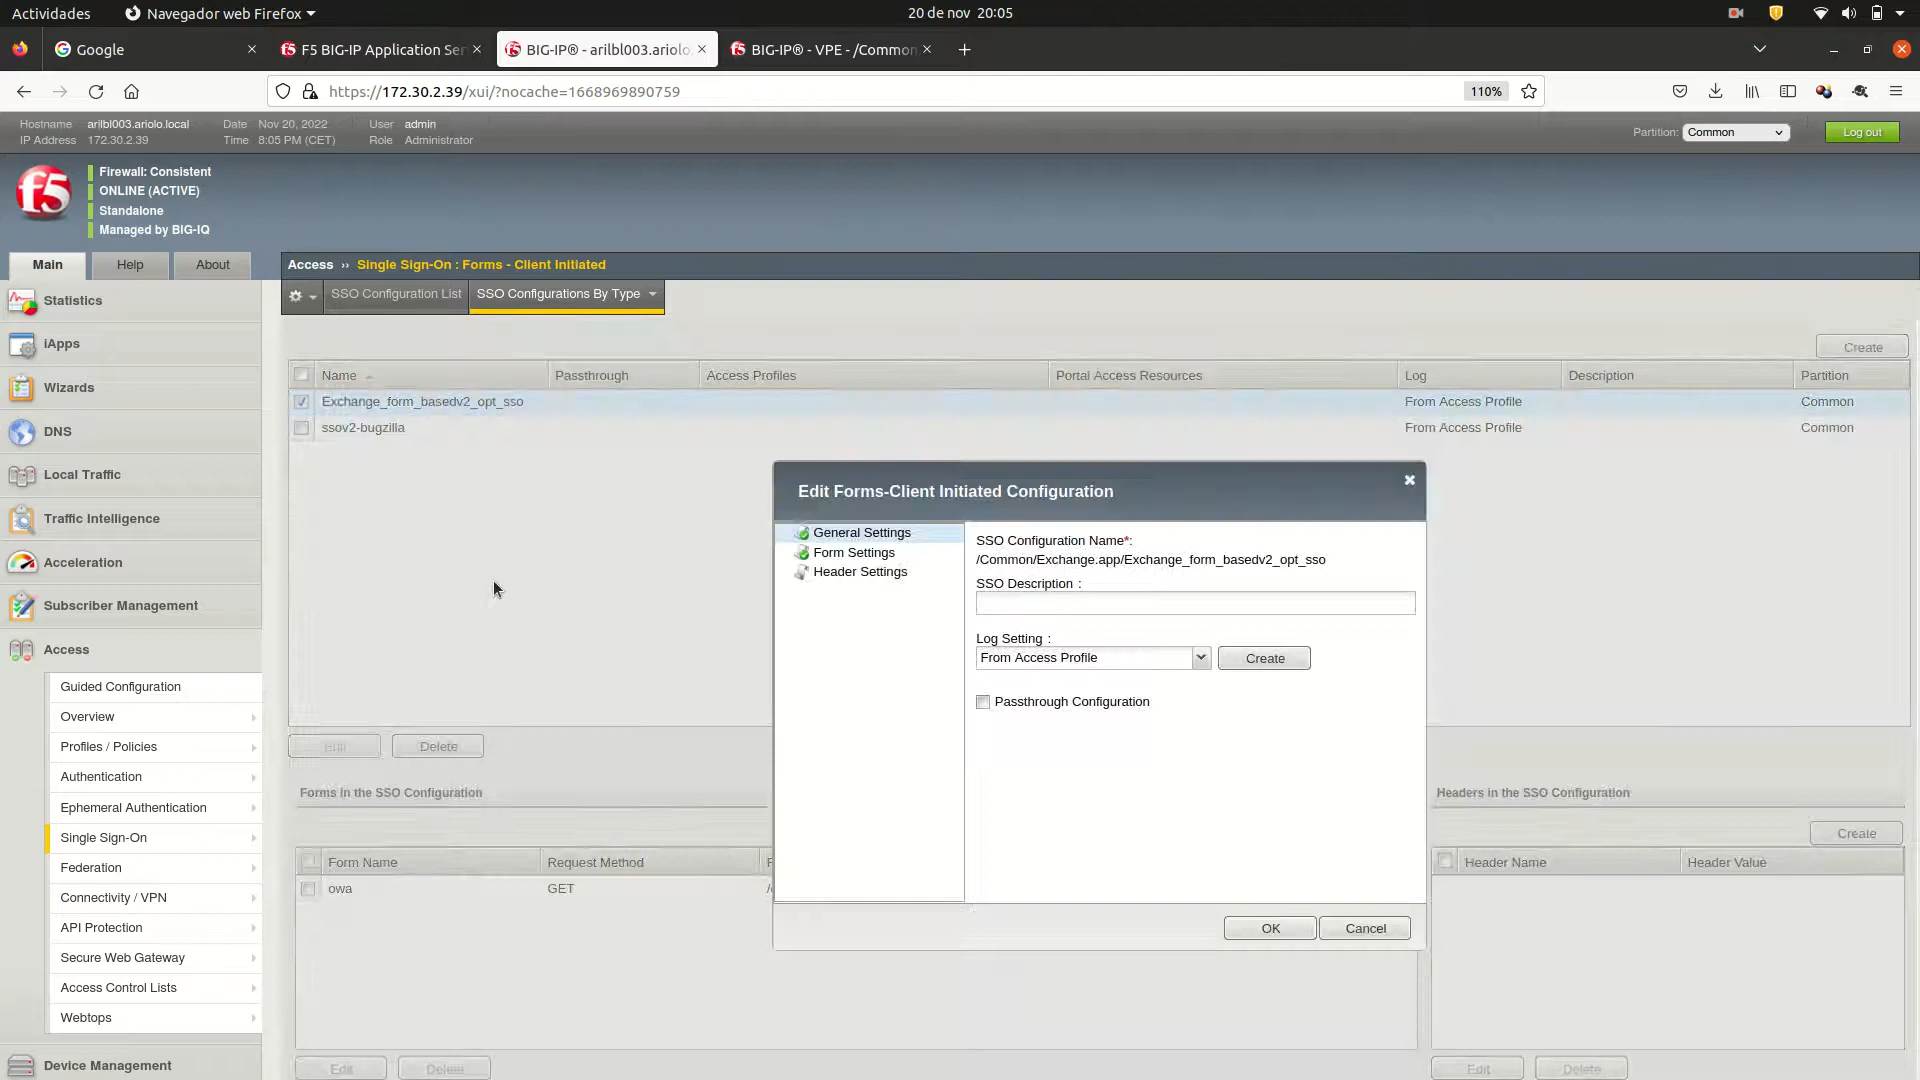 Actividades
Navegador web Firefox
20 de nov 20:05
Google
F5 BIG-IP Application Ser
BIG-IP® - arilbl003.ariolo.
BIG-IP® - VPE - /Common
https://172.30.2.39/xui/?nocache=1668969890759
110%
Hostname arilbl003.ariolo.local
Date Nov 20, 2022
User admin
IP Address 172.30.2.39
Time 8:05 PM (CET)
Role Administrator
Partition: Common
Log out
f5
Firewall: Consistent
ONLINE (ACTIVE)
Standalone
Managed by BIG-IQ
Main
Help
About
Access ›› Single Sign-On : Forms - Client Initiated
SSO Configuration List
SSO Configurations By Type
Statistics
iApps
Wizards
DNS
Local Traffic
Traffic Intelligence
Acceleration
Subscriber Management
Access
Guided Configuration
Overview
Profiles / Policies
Authentication
Ephemeral Authentication
Single Sign-On
Federation
Connectivity / VPN
API Protection
Secure Web Gateway
Access Control Lists
Webtops
Device Management
Create
Name Passthrough Access Profiles Portal Access Resources Log Description Partition
Exchange_form_basedv2_opt_sso From Access Profile Common
ssov2-bugzilla From Access Profile Common
Edit Delete
Edit Forms-Client Initiated Configuration
General Settings
Form Settings
Header Settings
SSO Configuration Name*:
/Common/Exchange.app/Exchange_form_basedv2_opt_sso
SSO Description :
Log Setting :
From Access Profile
Create
Passthrough Configuration
OK Cancel
Forms in the SSO Configuration
Form Name Request Method
owa GET
Edit Delete
Headers in the SSO Configuration
Create
Header Name Header Value
Edit Delete